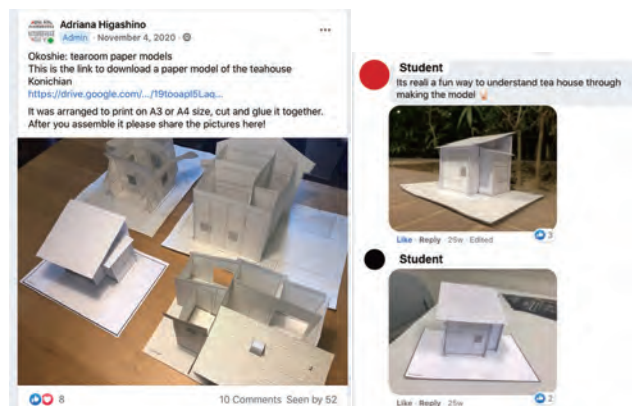 Adriana Higashino
Admin · November 4, 2020 ·
Okoshie: tearoom paper models
This is the link to download a paper model of the teahouse
Konichian
https://drive.google.com/.../19tooapI5Laq...
It was arranged to print on A3 or A4 size, cut and glue it together.
After you assemble it please share the pictures here!
8
10 Comments Seen by 52
Student
Its reali a fun way to understand tea house through
making the model
Like · Reply · 25w · Edited
3
Student
Like · Reply · 25w
2